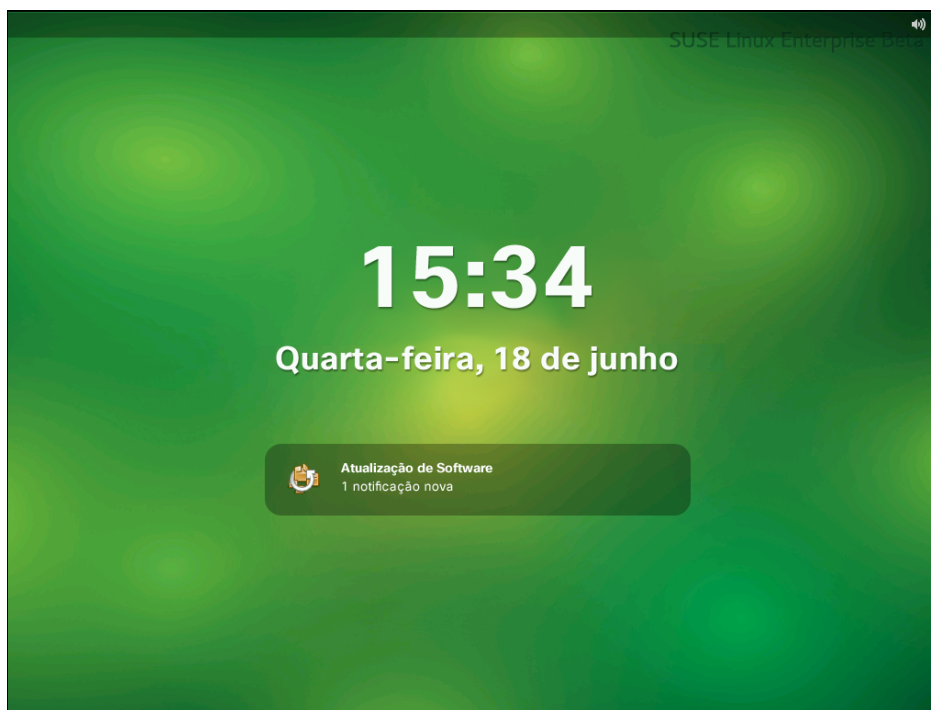 SUSE Linux Enterprise Beta
15:34
Quarta-feira, 18 de junho
Atualização de Software
1 notificação nova